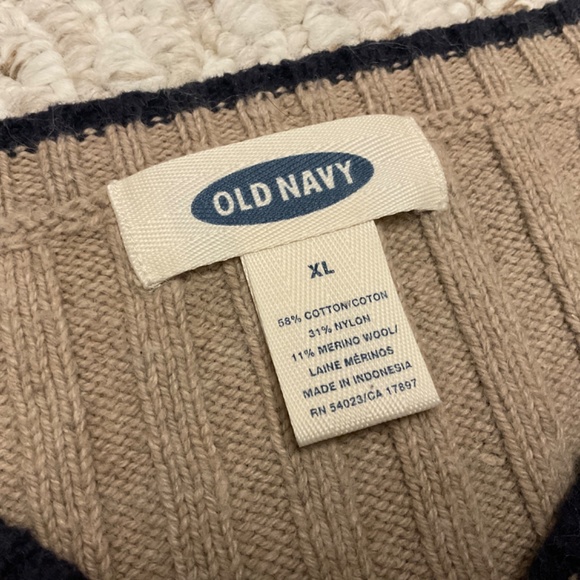 OLD NAVY
XL
58% COTTON/COTON
31% NYLON
11% MERINO WOOL/
LAINE MÉRINOS
MADE IN INDONESIA
RN 54023/CA 17897